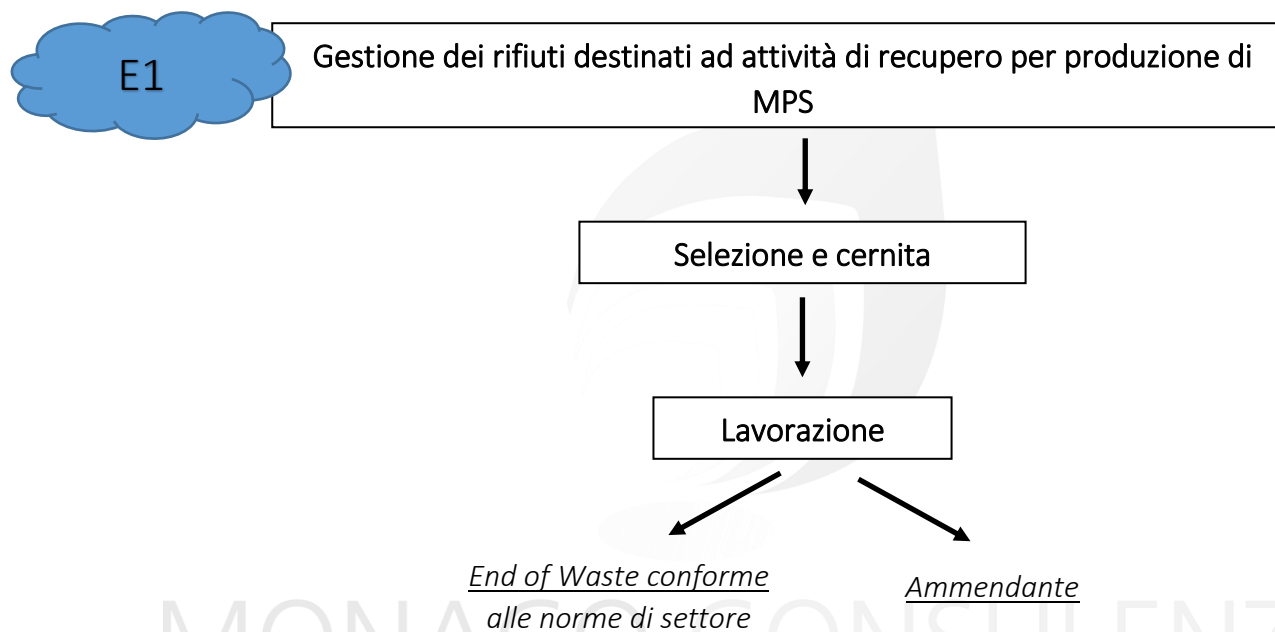 E1
Gestione dei rifiuti destinati ad attività di recupero per produzione di
MPS
Selezione e cernita
Lavorazione
End of Waste conforme
alle norme di settore
Ammendante